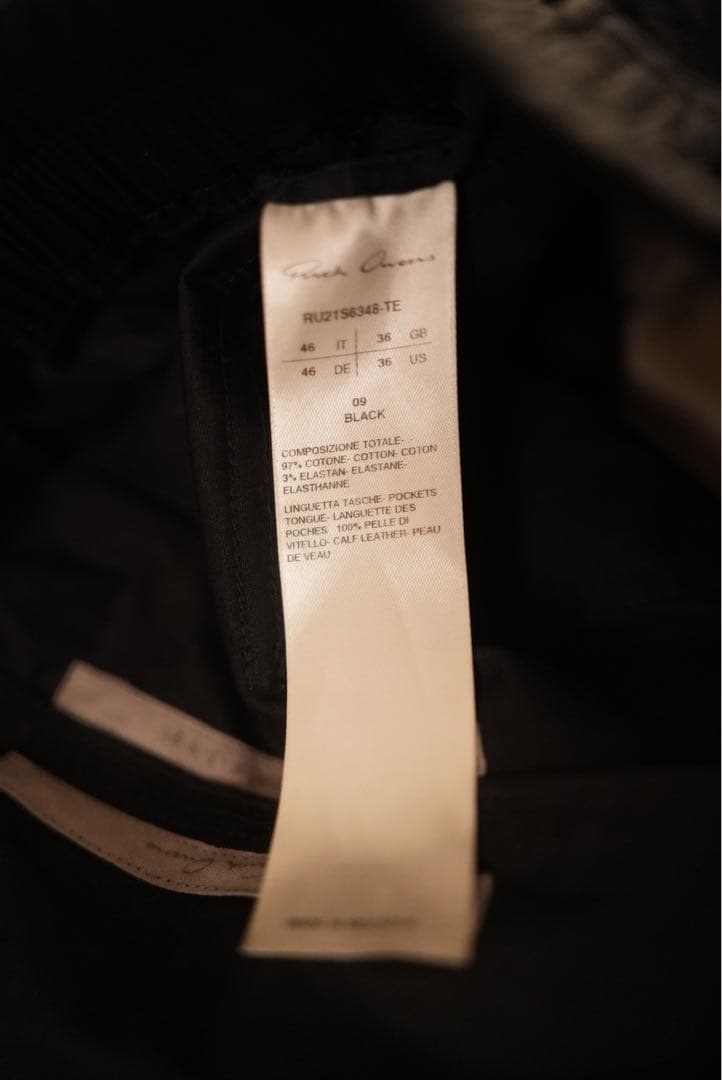 Rick Owens
RU21S6348-TE
46 IT 36 GB
46 DE 36 US
09
BLACK
COMPOSIZIONE TOTALE-
97% COTONE- COTTON- COTON
3% ELASTAN- ELASTANE-
ELASTHANNE
LINGUETTA TASCHE- POCKETS
TONGUE- LANGUETTE DES
POCHES 100% PELLE DI
VITELLO- CALF LEATHER- PEAU
DE VEAU